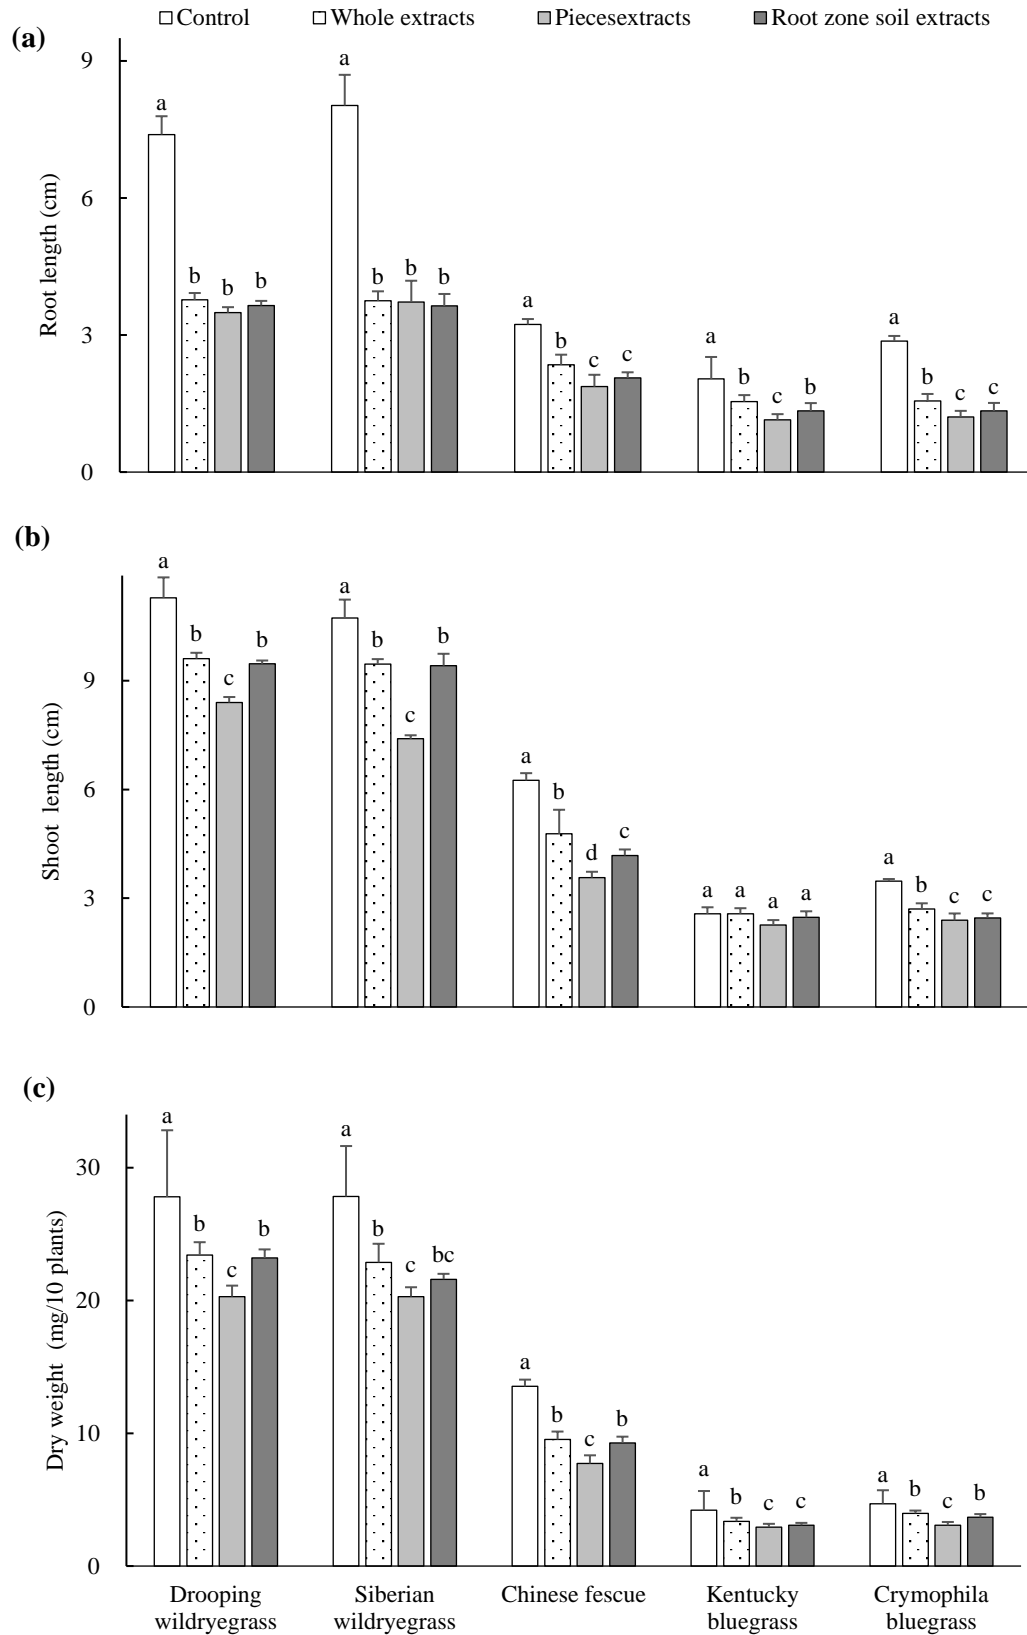 Control Whole extracts Piecesextracts Root zone soil extracts
(a)
9
6
3
0
Root length (cm)
a b b b a b b b a b c c a b c b a b c c
(b)
9
6
3
0
Shoot length (cm)
a b c b a b c b a b d c a a a a a b c c
(c)
30
20
10
0
Dry weight (mg/10 plants)
a b c b a b c bc a b c b a b c c a b c b
Drooping wildryegrass
Siberian wildryegrass
Chinese fescue
Kentucky bluegrass
Crymophila bluegrass